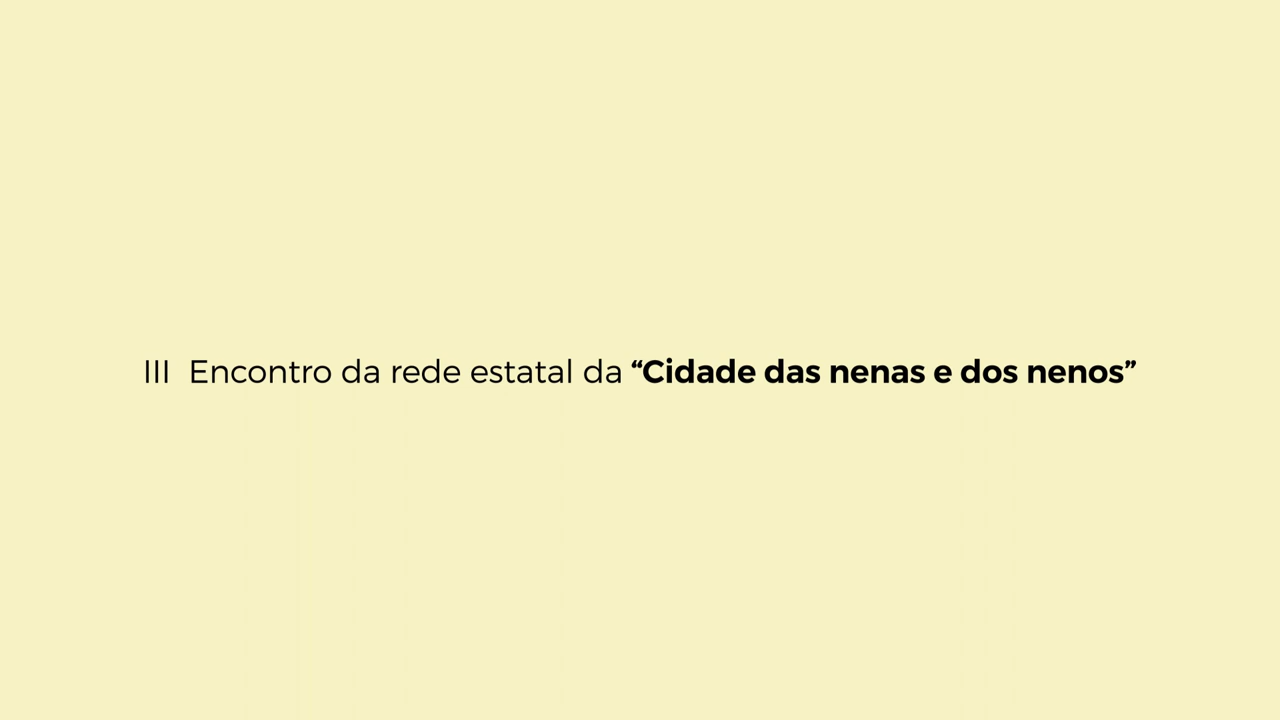 III Encontro da rede estatal da “Cidade das nenas e dos nenos”